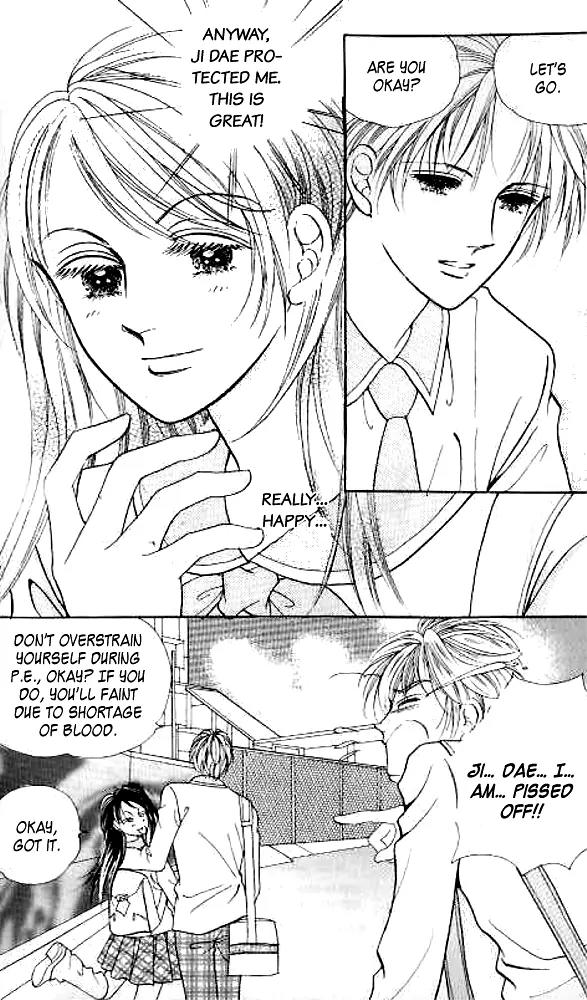 ANYWAY,
JI DAE PRO-
TECTED ME.
THIS IS
GREAT!
ARE YOU
OKAY?
LET'S
GO.
REALLY...
HAPPY...
DON'T OVERSTRAIN
YOURSELF DURING
P.E., OKAY? IF YOU
DO, YOU'LL FAINT
DUE TO SHORTAGE
OF BLOOD.
OKAY,
GOT IT.
JI... DAE... I...
AM... PISSED
OFF!!